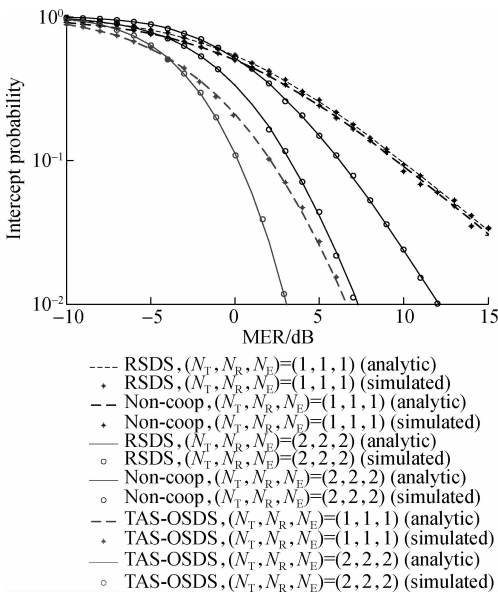 10⁰
10⁻¹
10⁻²
Intercept probability
-10 -5 0 5 10 15
MER/dB
RSDS,(N_T,N_R,N_E)=(1,1,1) (analytic)
RSDS,(N_T,N_R,N_E)=(1,1,1) (simulated)
Non-coop,(N_T,N_R,N_E)=(1,1,1) (analytic)
Non-coop,(N_T,N_R,N_E)=(1,1,1) (simulated)
RSDS,(N_T,N_R,N_E)=(2,2,2) (analytic)
RSDS,(N_T,N_R,N_E)=(2,2,2) (simulated)
Non-coop,(N_T,N_R,N_E)=(2,2,2) (analytic)
Non-coop,(N_T,N_R,N_E)=(2,2,2) (simulated)
TAS-OSDS,(N_T,N_R,N_E)=(1,1,1) (analytic)
TAS-OSDS,(N_T,N_R,N_E)=(1,1,1) (simulated)
TAS-OSDS,(N_T,N_R,N_E)=(2,2,2) (analytic)
TAS-OSDS,(N_T,N_R,N_E)=(2,2,2) (simulated)